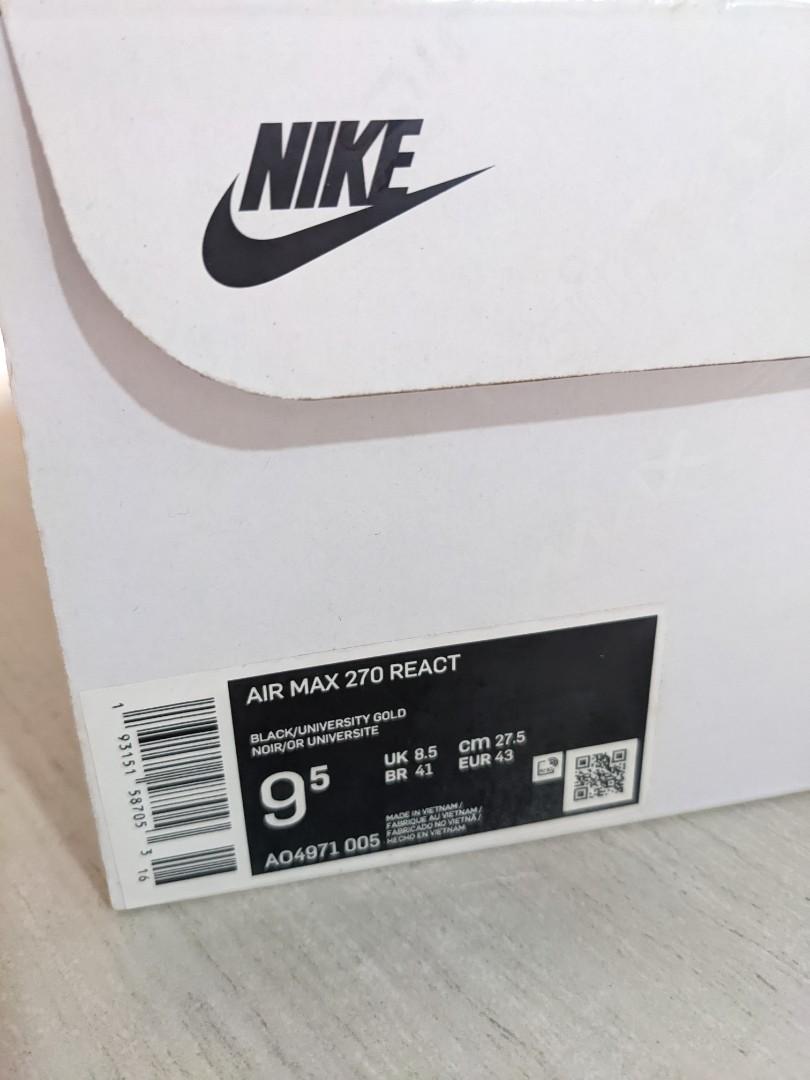 NIKE
AIR MAX 270 REACT
BLACK/UNIVERSITY GOLD
NOIR/OR UNIVERSITE
9⁵
UK 8.5
BR 41
cm 27.5
EUR 43
AO4971 005
MADE IN VIETNAM /
FABRIQUE AU VIETNAM /
FABRICADO NO VIETNÃ /
HECHO EN VIETNAM
1 93151 58705 3 16